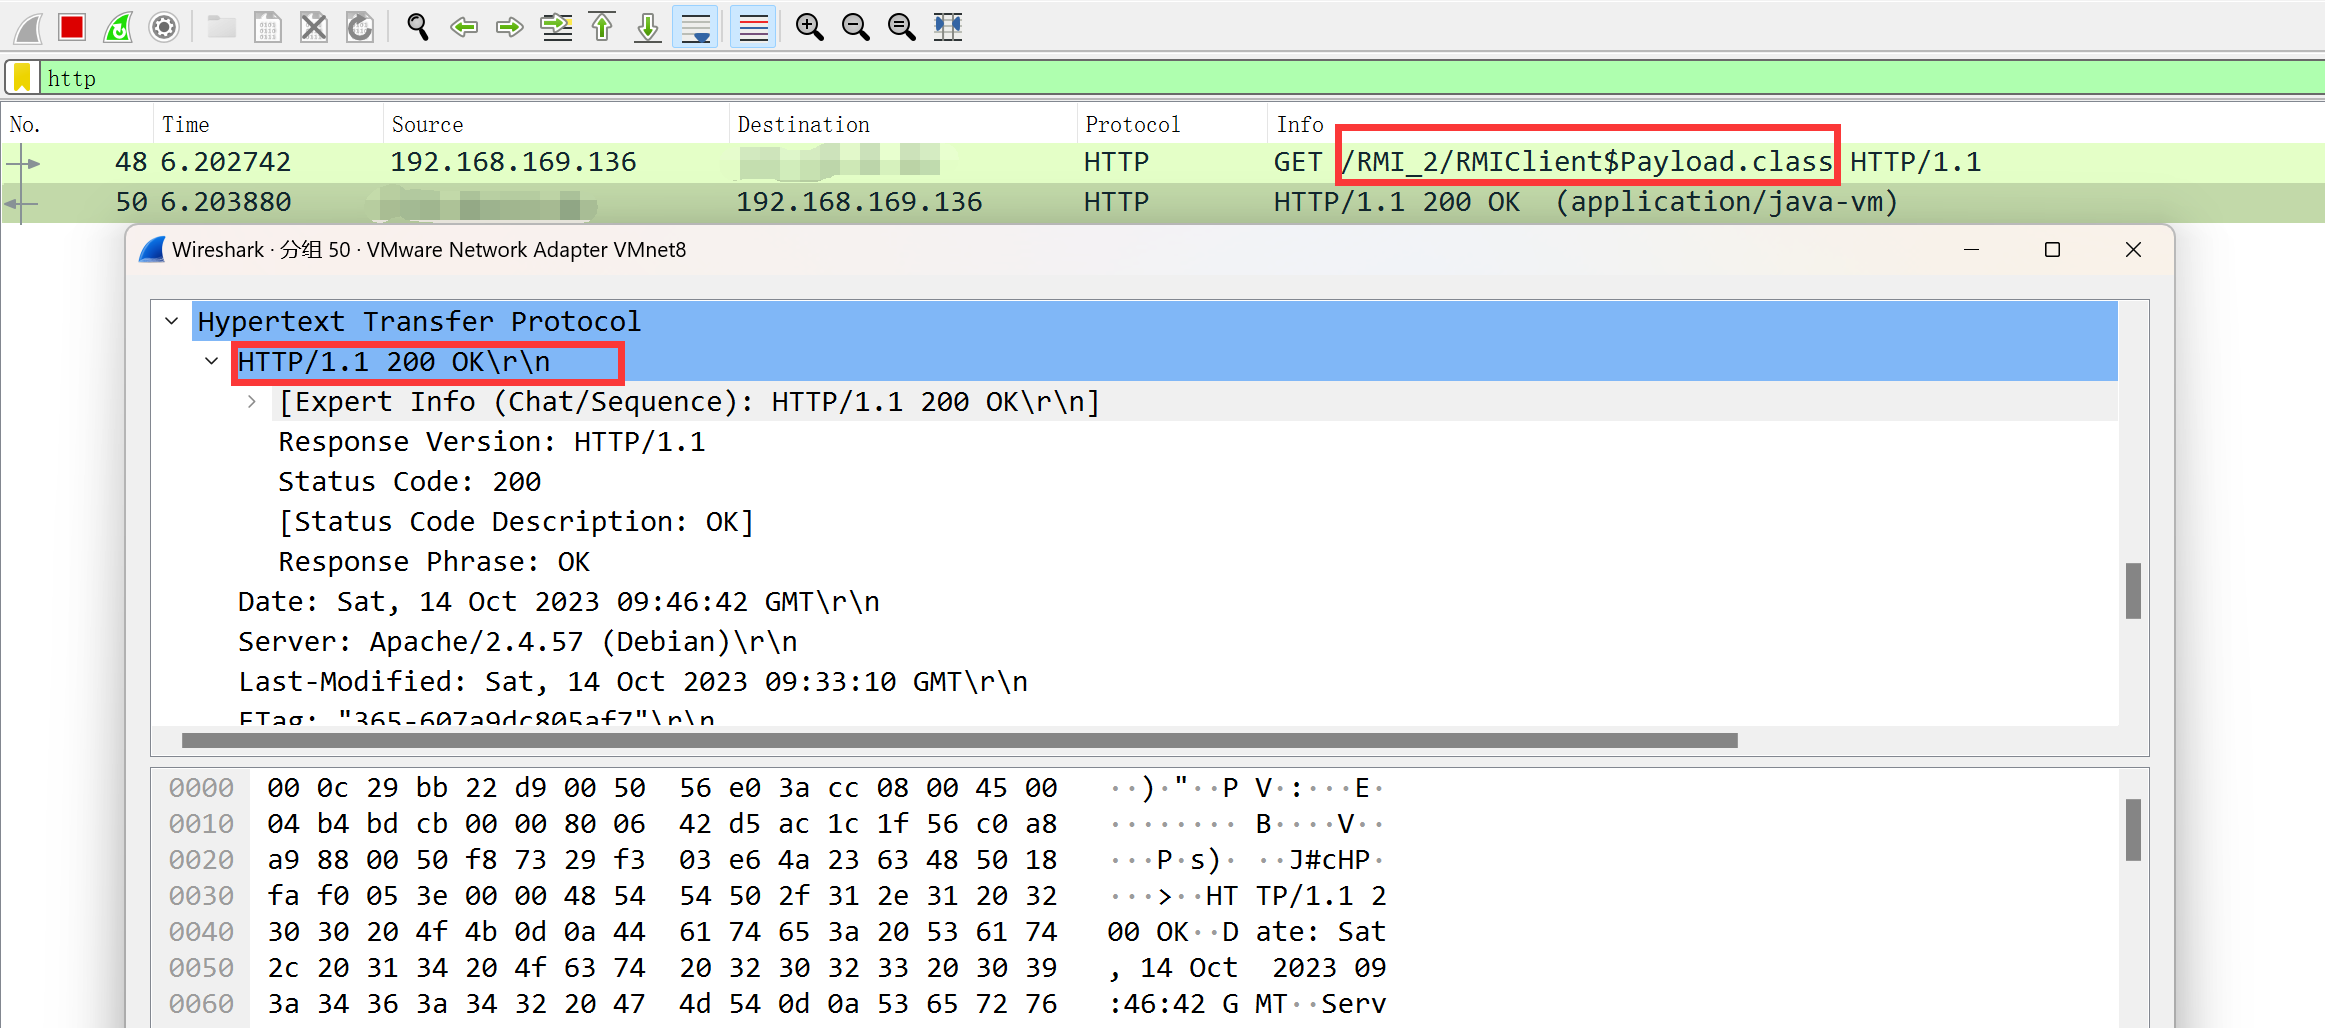 http
No. Time Source Destination Protocol Info
48 6.202742 192.168.169.136 HTTP GET /RMI_2/RMIClient$Payload.class HTTP/1.1
50 6.203880 192.168.169.136 HTTP HTTP/1.1 200 OK (application/java-vm)
Wireshark · 分组 50 · VMware Network Adapter VMnet8
Hypertext Transfer Protocol
HTTP/1.1 200 OK\r\n
[Expert Info (Chat/Sequence): HTTP/1.1 200 OK\r\n]
Response Version: HTTP/1.1
Status Code: 200
[Status Code Description: OK]
Response Phrase: OK
Date: Sat, 14 Oct 2023 09:46:42 GMT\r\n
Server: Apache/2.4.57 (Debian)\r\n
Last-Modified: Sat, 14 Oct 2023 09:33:10 GMT\r\n
ETag: "365-607a9dc805af7"\r\n
0000 00 0c 29 bb 22 d9 00 50 56 e0 3a cc 08 00 45 00 ··)·"··P V·:···E·
0010 04 b4 bd cb 00 00 80 06 42 d5 ac 1c 1f 56 c0 a8 ········ B····V··
0020 a9 88 00 50 f8 73 29 f3 03 e6 4a 23 63 48 50 18 ···P·s)· ··J#cHP·
0030 fa f0 05 3e 00 00 48 54 54 50 2f 31 2e 31 20 32 ···>··HT TP/1.1 2
0040 30 30 20 4f 4b 0d 0a 44 61 74 65 3a 20 53 61 74 00 OK··D ate: Sat
0050 2c 20 31 34 20 4f 63 74 20 32 30 32 33 20 30 39 , 14 Oct 2023 09
0060 3a 34 36 3a 34 32 20 47 4d 54 0d 0a 53 65 72 76 :46:42 G MT··Serv